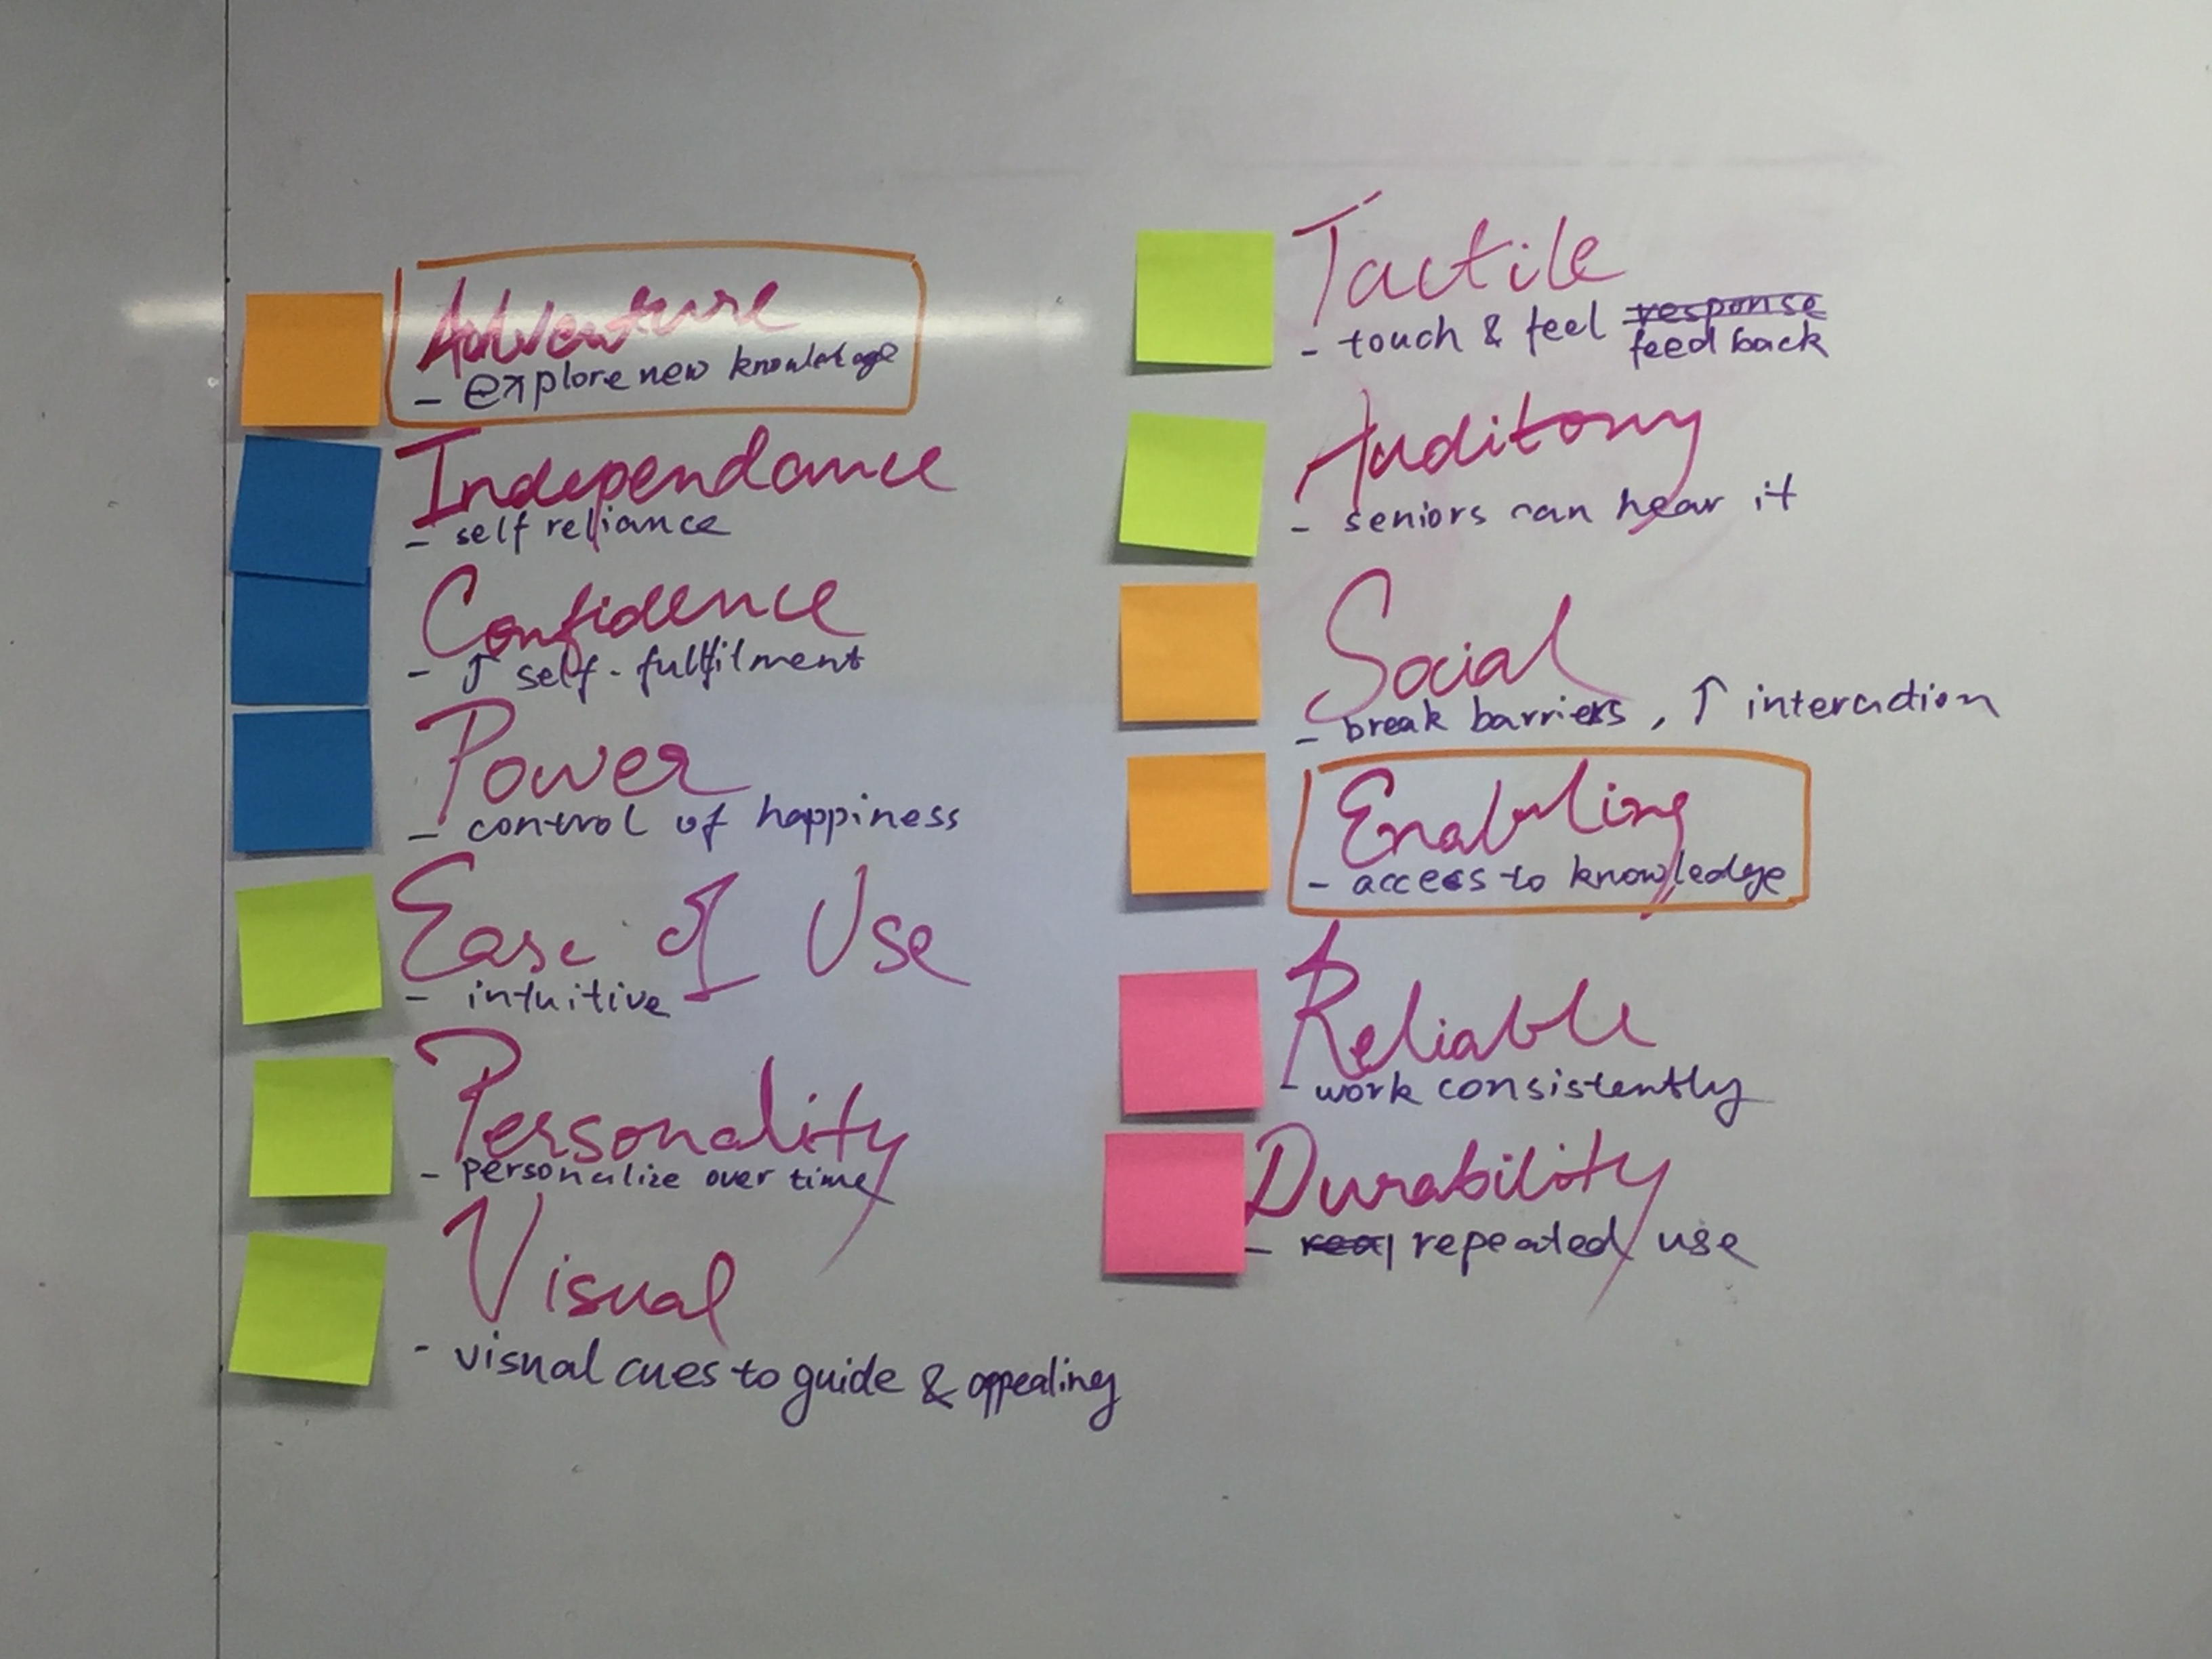 Adventure
- explore new knowledge
Independance
- self reliance
Confidence
- ↑ self-fulfilment
Power
- control of happiness
Ease of Use
- intuitive
Personality
- personalize over time
Visual
- visual cues to guide & appealing
Tactile
- touch & feel response
feedback
Auditory
- seniors can hear it
Social
- break barriers, ↑ interaction
Enabling
- access to knowledge
Reliable
- work consistently
Durability
- repeated use